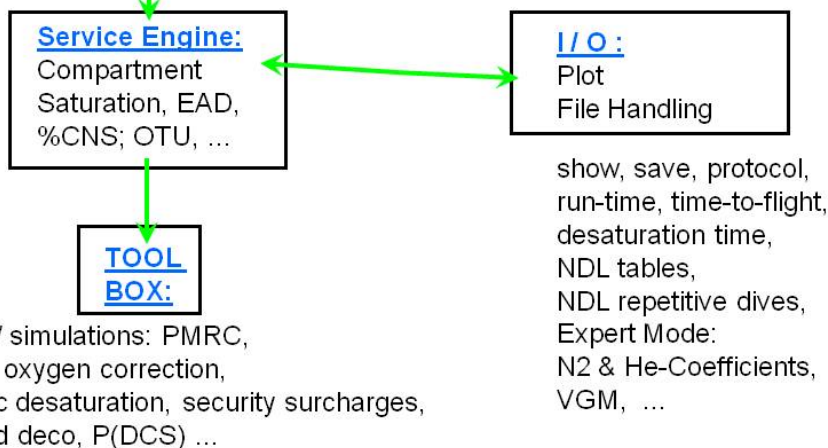 Service Engine:
Compartment
Saturation, EAD,
%CNS; OTU, ...
I / O :
Plot
File Handling
show, save, protocol,
run-time, time-to-flight,
desaturation time,
NDL tables,
NDL repetitive dives,
Expert Mode:
N2 & He-Coefficients,
VGM, ...
TOOL
BOX:
/ simulations: PMRC,
oxygen correction,
desaturation, security surcharges,
deco, P(DCS) ...